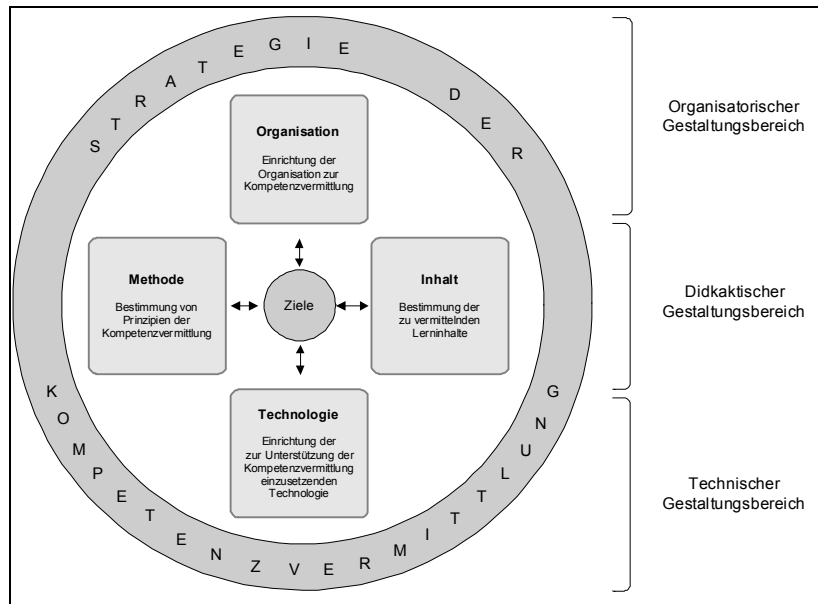 STRATEGIE DER
KOMPETENZVERMITTLUNG
Organisation
Einrichtung der
Organisation zur
Kompetenzvermittlung
Methode
Bestimmung von
Prinzipien der
Kompetenzvermittlung
Ziele
Inhalt
Bestimmung der
zu vermittelnden
Lerninhalte
Technologie
Einrichtung der
zur Unterstützung der
Kompetenzvermittlung
einzusetzenden
Technologie
Organisatorischer
Gestaltungsbereich
Didkaktischer
Gestaltungsbereich
Technischer
Gestaltungsbereich